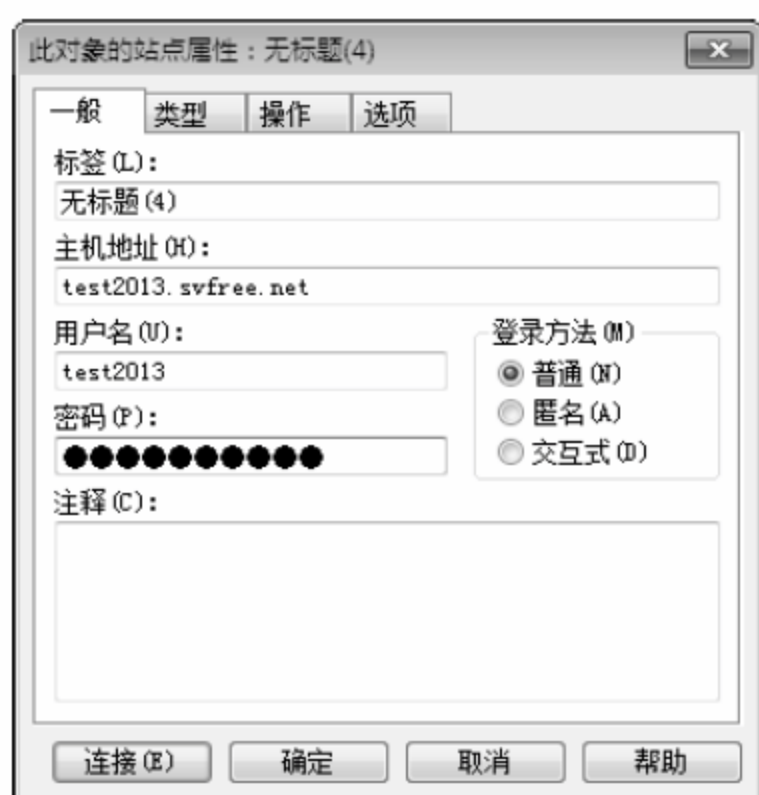 此对象的站点属性：无标题(4)
一般 类型 操作 选项
标签(L)：
无标题(4)
主机地址(H)：
test2013.svfree.net
用户名(U)：
test2013
登录方法(M)
普通(N)
匿名(A)
交互式(D)
密码(P)：
●●●●●●●●●●
注释(C)：
连接(E) 确定 取消 帮助